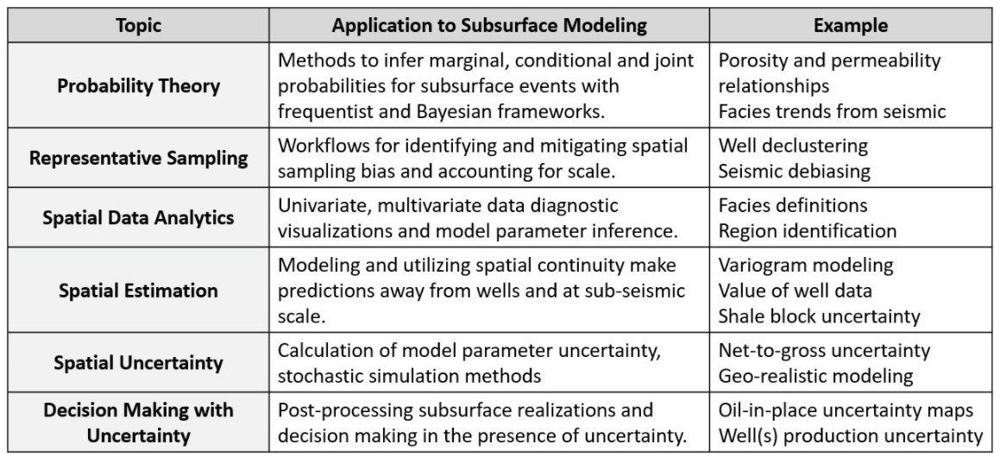 Topic
Application to Subsurface Modeling
Example
Probability Theory
Methods to infer marginal, conditional and joint
probabilities for subsurface events with
frequentist and Bayesian frameworks.
Porosity and permeability
relationships
Facies trends from seismic
Representative Sampling
Workflows for identifying and mitigating spatial
sampling bias and accounting for scale.
Well declustering
Seismic debiasing
Spatial Data Analytics
Univariate, multivariate data diagnostic
visualizations and model parameter inference.
Facies definitions
Region identification
Spatial Estimation
Modeling and utilizing spatial continuity make
predictions away from wells and at sub-seismic
scale.
Variogram modeling
Value of well data
Shale block uncertainty
Spatial Uncertainty
Calculation of model parameter uncertainty,
stochastic simulation methods
Net-to-gross uncertainty
Geo-realistic modeling
Decision Making with
Uncertainty
Post-processing subsurface realizations and
decision making in the presence of uncertainty.
Oil-in-place uncertainty maps
Well(s) production uncertainty